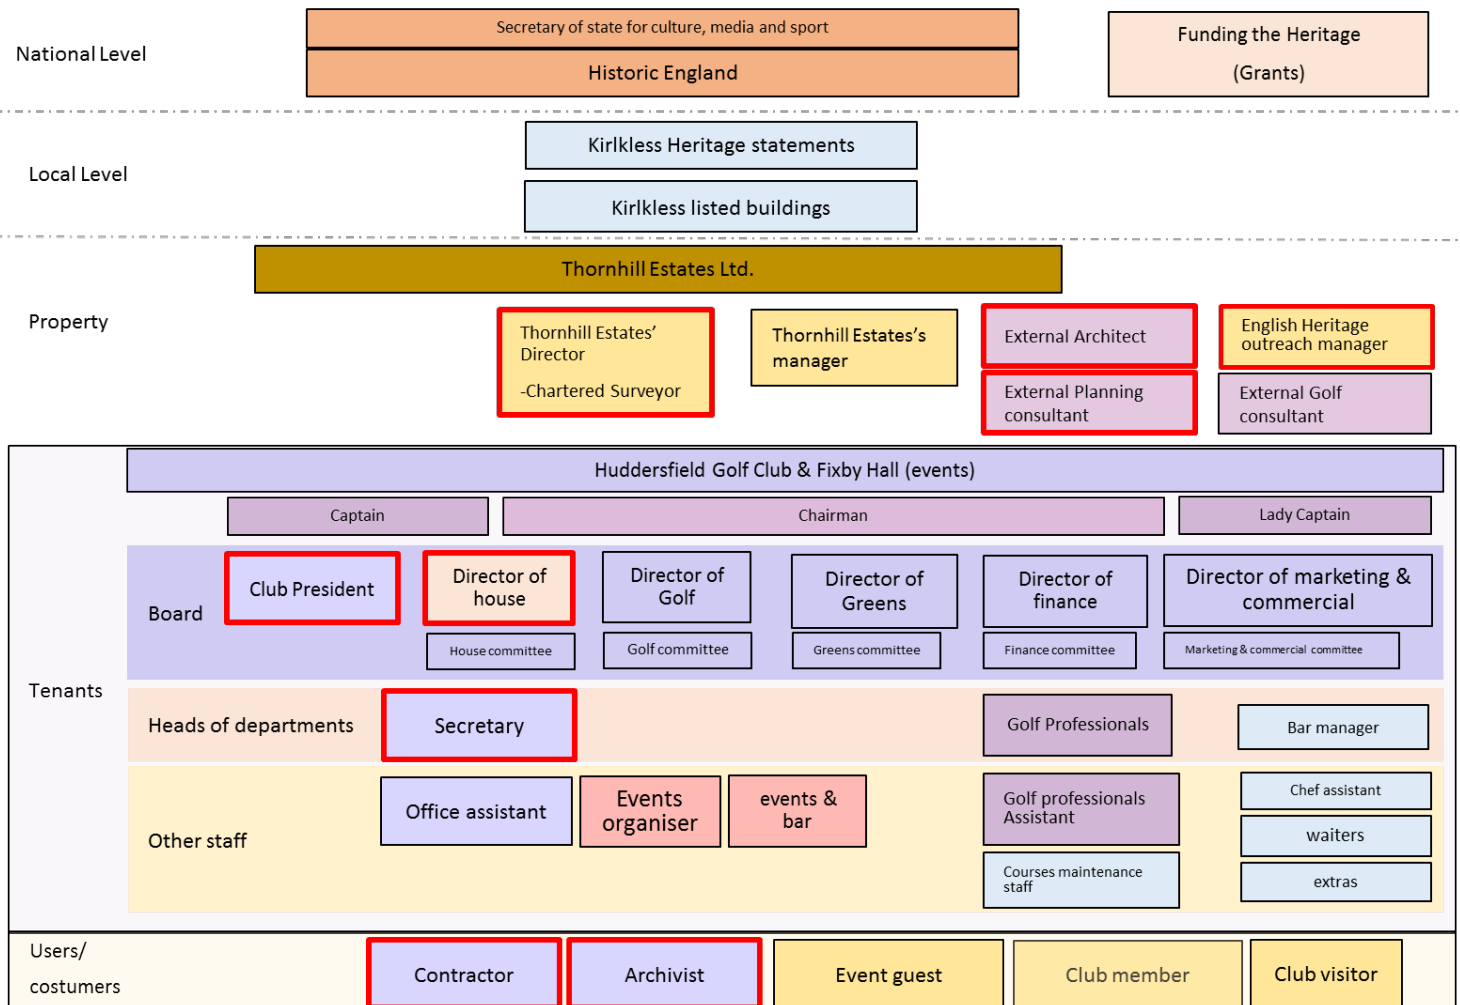 Secretary of state for culture, media and sport
National Level
Historic England
Funding the Heritage
(Grants)
Kirlkless Heritage statements
Local Level
Kirlkless listed buildings
Thornhill Estates Ltd.
Property
Thornhill Estates’
Director
-Chartered Surveyor
Thornhill Estates's
manager
External Architect
English Heritage
outreach manager
External Planning
consultant
External Golf
consultant
Huddersfield Golf Club & Fixby Hall (events)
Captain
Chairman
Lady Captain
Tenants
Board
Club President
Director of
house
Director of
Golf
Director of
Greens
Director of
finance
Director of marketing &
commercial
House committee
Golf committee
Greens committee
Finance committee
Marketing & commercial committee
Heads of departments
Secretary
Golf Professionals
Bar manager
Other staff
Office assistant
Events
organiser
events &
bar
Golf professionals
Assistant
Courses maintenance
staff
Chef assistant
waiters
extras
Users/
costumers
Contractor
Archivist
Event guest
Club member
Club visitor